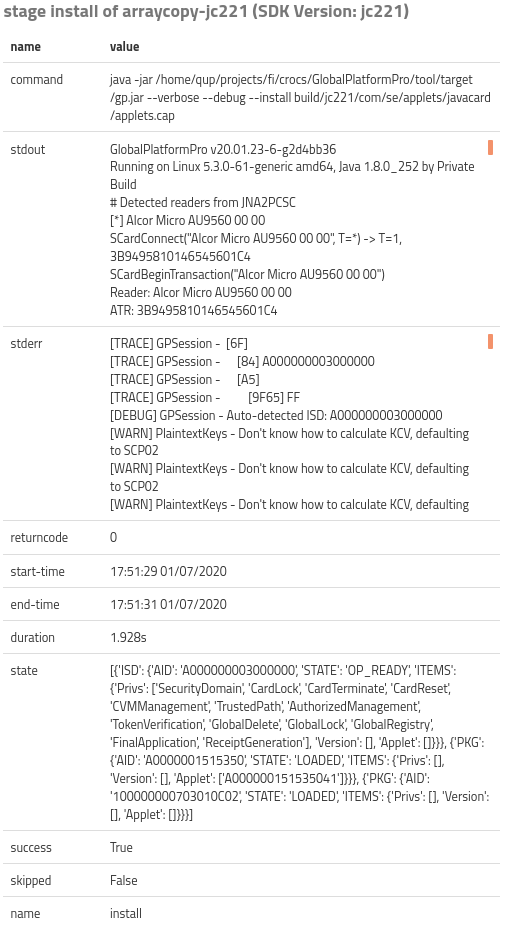 stage install of arraycopy-jc221 (SDK Version: jc221)
name value
command java -jar /home/qup/projects/fi/crocs/GlobalPlatformPro/tool/target
/gp.jar --verbose --debug --install build/jc221/com/se/applets/javacard
/applets.cap
stdout GlobalPlatformPro v20.01.23-6-g2d4bb36
Running on Linux 5.3.0-61-generic amd64, Java 1.8.0_252 by Private
Build
# Detected readers from JNA2PCSC
[*] Alcor Micro AU9560 00 00
SCardConnect("Alcor Micro AU9560 00 00", T=*) -> T=1,
3B9495810146545601C4
SCardBeginTransaction("Alcor Micro AU9560 00 00")
Reader: Alcor Micro AU9560 00 00
ATR: 3B9495810146545601C4
stderr [TRACE] GPSession - [6F]
[TRACE] GPSession - [84] A000000003000000
[TRACE] GPSession - [A5]
[TRACE] GPSession - [9F65] FF
[DEBUG] GPSession - Auto-detected ISD: A000000003000000
[WARN] PlaintextKeys - Don't know how to calculate KCV, defaulting
to SCP02
[WARN] PlaintextKeys - Don't know how to calculate KCV, defaulting
to SCP02
[WARN] PlaintextKeys - Don't know how to calculate KCV, defaulting
returncode 0
start-time 17:51:29 01/07/2020
end-time 17:51:31 01/07/2020
duration 1.928s
state [{'ISD': {'AID': 'A000000003000000', 'STATE': 'OP_READY', 'ITEMS':
{'Privs': ['SecurityDomain', 'CardLock', 'CardTerminate', 'CardReset',
'CVMManagement', 'TrustedPath', 'AuthorizedManagement',
'TokenVerification', 'GlobalDelete', 'GlobalLock', 'GlobalRegistry',
'FinalApplication', 'ReceiptGeneration'], 'Version': [], 'Applet': []}}}, {'PKG':
{'AID': 'A0000001515350', 'STATE': 'LOADED', 'ITEMS': {'Privs': [],
'Version': [], 'Applet': ['A000000151535041']}}}, {'PKG': {'AID':
'100000000703010C02', 'STATE': 'LOADED', 'ITEMS': {'Privs': [], 'Version':
[], 'Applet': []}}}]
success True
skipped False
name install